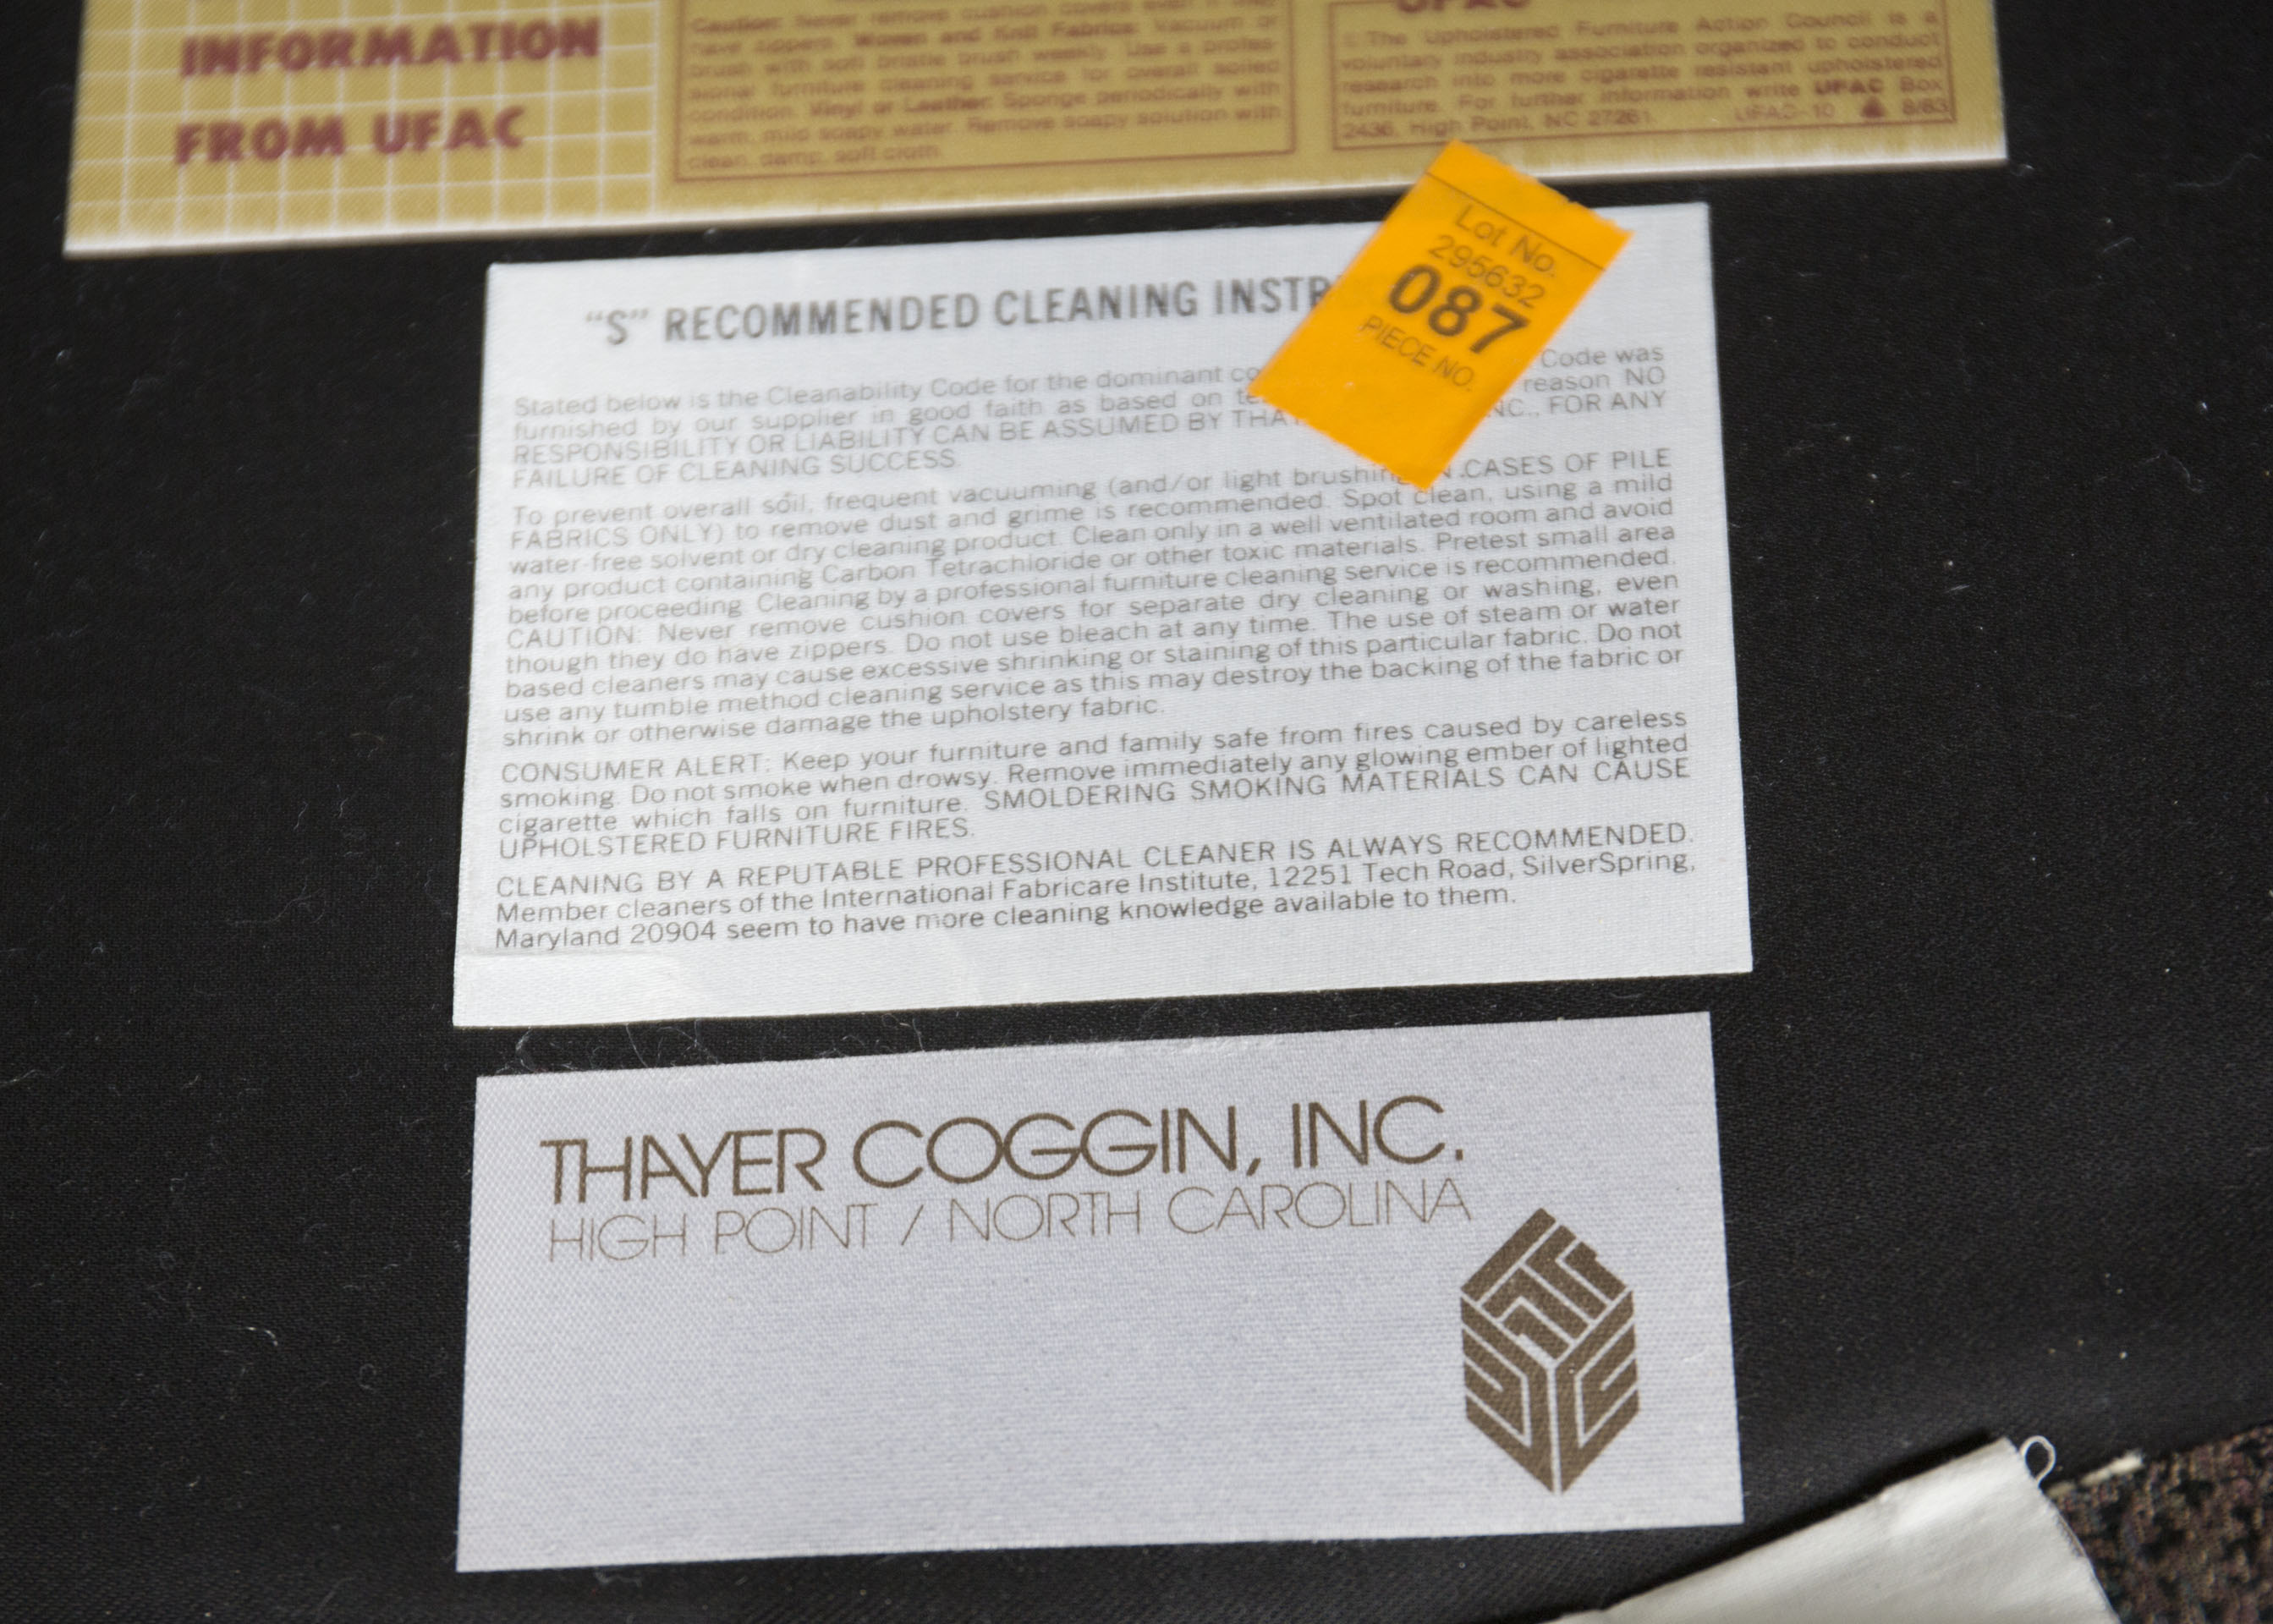 INFORMATION
FROM UFAC
Caution: Never remove cushion covers even
have zippers. Woven and Knit Fabrics: Vacuum or
brush with soft bristle brush weekly. Use a profes-
sional furniture cleaning service for overall soiled
condition. Vinyl or Leather: Sponge periodically with
warm, mild soapy water. Remove soapy solution with
clean, damp, soft cloth.
UFAC
The Upholstered Furniture Action Council is a
voluntary industry association organized to conduct
research into more cigarette resistant upholstered
furniture. For further information write UFAC Box
2436, High Point, NC 27261. UFAC-10 8/83
Lot No.
295632
087
PIECE NO.
"S" RECOMMENDED CLEANING INSTR
Stated below is the Cleanability Code for the dominant co Code was
furnished by our supplier in good faith as based on te reason NO
RESPONSIBILITY OR LIABILITY CAN BE ASSUMED BY THA NC., FOR ANY
FAILURE OF CLEANING SUCCESS.
To prevent overall soil, frequent vacuuming (and/or light brushing N CASES OF PILE
FABRICS ONLY) to remove dust and grime is recommended. Spot clean, using a mild
water-free solvent or dry cleaning product. Clean only in a well ventilated room and avoid
any product containing Carbon Tetrachloride or other toxic materials. Pretest small area
before proceeding. Cleaning by a professional furniture cleaning service is recommended.
CAUTION: Never remove cushion covers for separate dry cleaning or washing, even
though they do have zippers. Do not use bleach at any time. The use of steam or water
based cleaners may cause excessive shrinking or staining of this particular fabric. Do not
use any tumble method cleaning service as this may destroy the backing of the fabric or
shrink or otherwise damage the upholstery fabric.
CONSUMER ALERT: Keep your furniture and family safe from fires caused by careless
smoking. Do not smoke when drowsy. Remove immediately any glowing ember of lighted
cigarette which falls on furniture. SMOLDERING SMOKING MATERIALS CAN CAUSE
UPHOLSTERED FURNITURE FIRES.
CLEANING BY A REPUTABLE PROFESSIONAL CLEANER IS ALWAYS RECOMMENDED.
Member cleaners of the International Fabricare Institute, 12251 Tech Road, SilverSpring,
Maryland 20904 seem to have more cleaning knowledge available to them.
THAYER COGGIN, INC.
HIGH POINT / NORTH CAROLINA